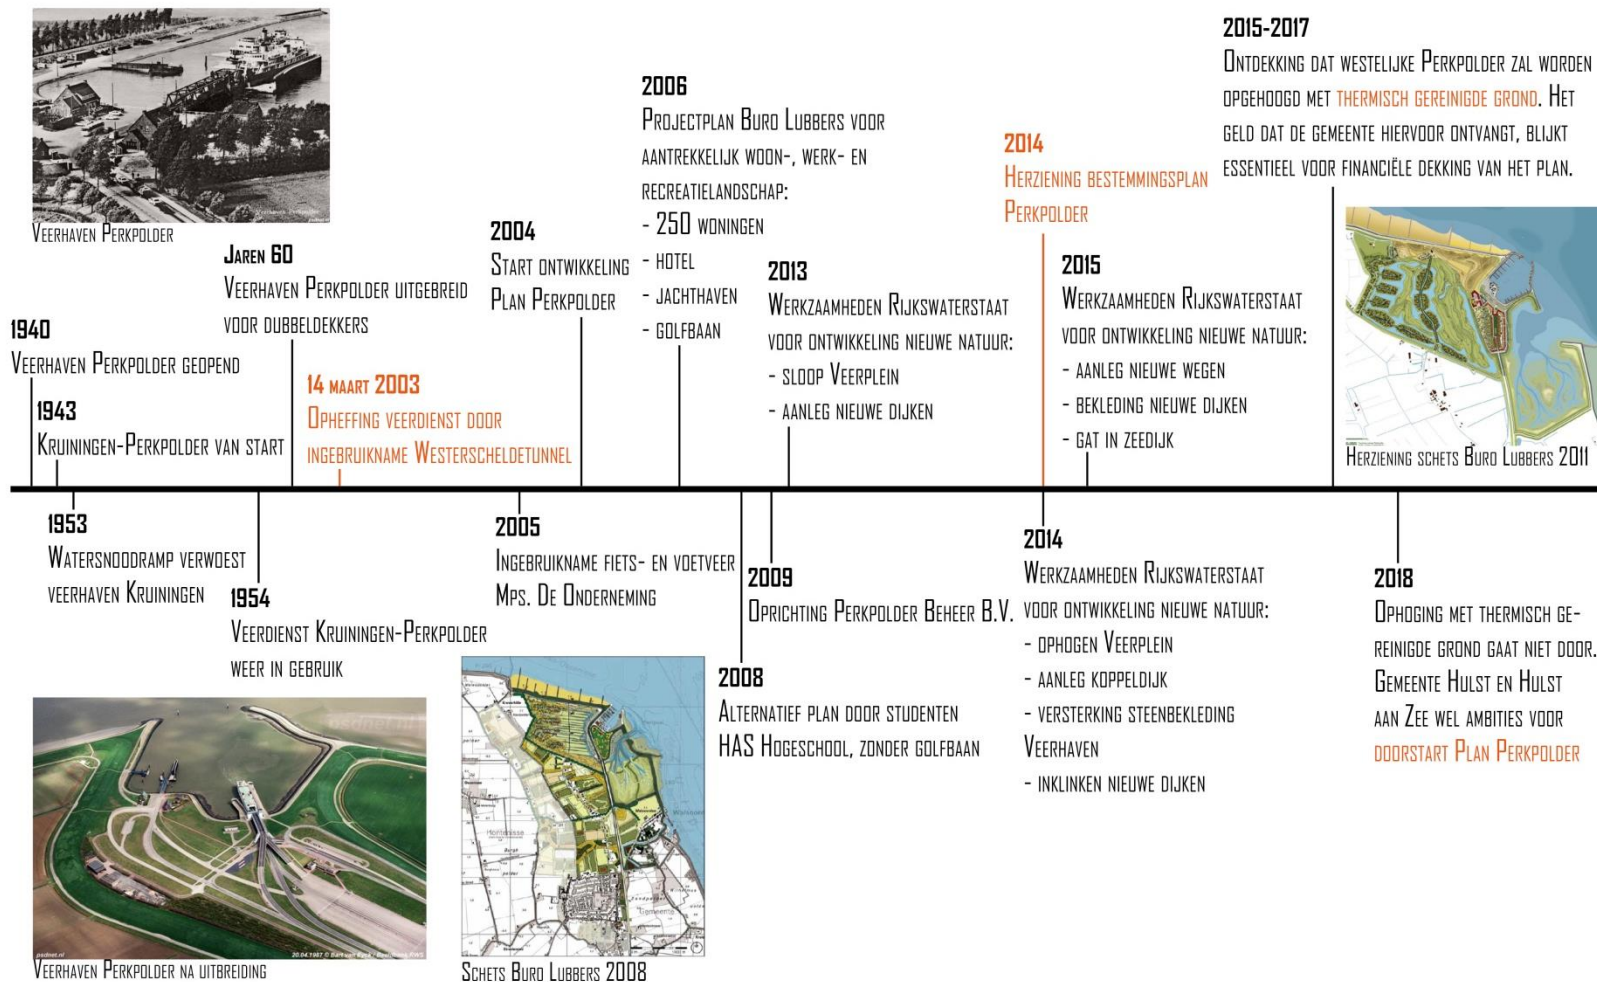 Veerhaven Perkpolder
psdnet.nl
Veerhaven Perkpolder
1940
Veerhaven Perkpolder geopend
1943
Kruiningen-Perkpolder van start
1953
Watersnoodramp verwoest
veerhaven Kruiningen
1954
Veerdienst Kruiningen-Perkpolder
weer in gebruik
Jaren 60
Veerhaven Perkpolder uitgebreid
voor dubbeldekkers
14 maart 2003
Opheffing veerdienst door
ingebruikname Westerscheldetunnel
2004
Start ontwikkeling
Plan Perkpolder
2005
Ingebruikname fiets- en voetveer
Mps. De Onderneming
2006
Projectplan Buro Lubbers voor
aantrekkelijk woon-, werk- en
recreatielandschap:
- 250 woningen
- hotel
- jachthaven
- golfbaan
2008
Alternatief plan door studenten
HAS Hogeschool, zonder golfbaan
2009
Oprichting Perkpolder Beheer B.V.
2013
Werkzaamheden Rijkswaterstaat
voor ontwikkeling nieuwe natuur:
- sloop Veerplein
- aanleg nieuwe dijken
2014
Herziening bestemmingsplan
Perkpolder
2014
Werkzaamheden Rijkswaterstaat
voor ontwikkeling nieuwe natuur:
- ophogen Veerplein
- aanleg koppeldijk
- versterking steenbekleding
Veerhaven
- inklinken nieuwe dijken
2015
Werkzaamheden Rijkswaterstaat
voor ontwikkeling nieuwe natuur:
- aanleg nieuwe wegen
- bekleding nieuwe dijken
- gat in zeedijk
2015-2017
Ontdekking dat westelijke Perkpolder zal worden
opgehoogd met thermisch gereinigde grond. Het
geld dat de gemeente hiervoor ontvangt, blijkt
essentieel voor financiële dekking van het plan.
Herziening schets Buro Lubbers 2011
2018
Ophoging met thermisch ge-
reinigde grond gaat niet door.
Gemeente Hulst en Hulst
aan Zee wel ambities voor
doorstart Plan Perkpolder
psdnet.nl
psdnet.nl
Veerhaven Perkpolder na uitbreiding
Hontenisse
Gemeente
Schets Buro Lubbers 2008